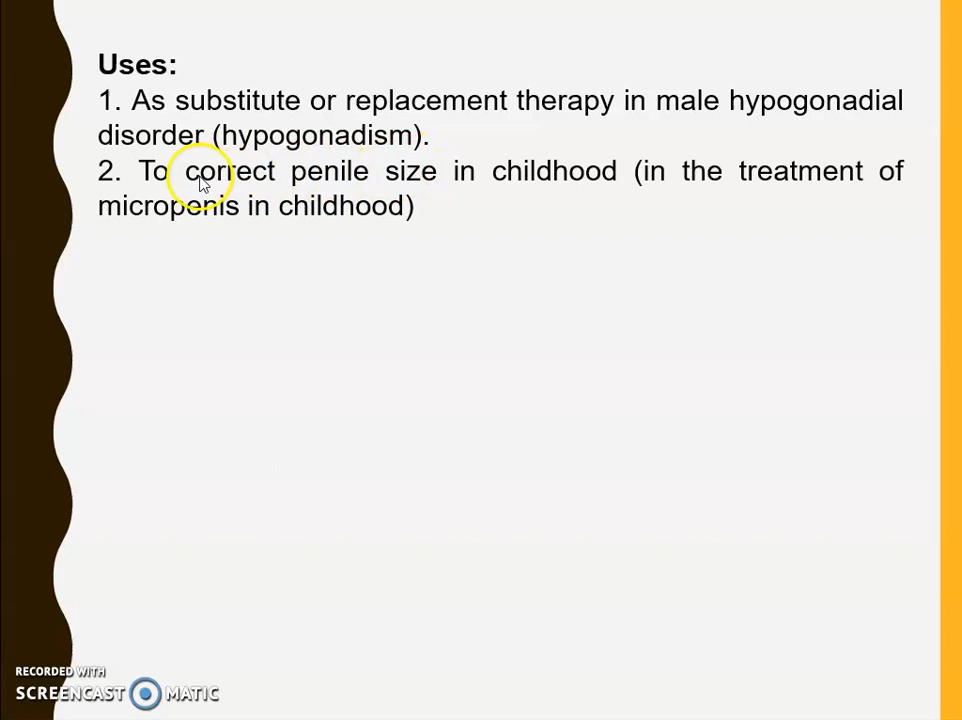 Uses:
1. As substitute or replacement therapy in male hypogonadial
disorder (hypogonadism).
2. To correct penile size in childhood (in the treatment of
micropenis in childhood)
RECORDED WITH
SCREENCAST MATIC